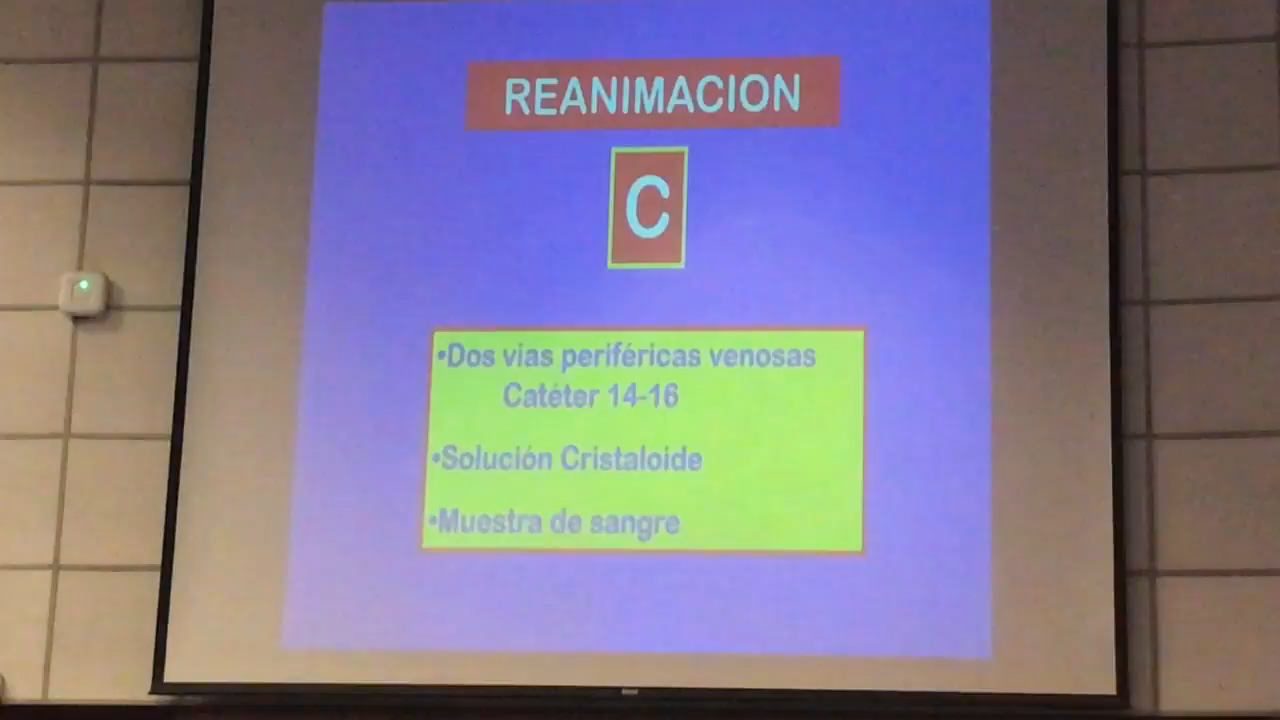 REANIMACION
C
•Dos vias periféricas venosas
Catéter 14-16
•Solución Cristaloide
•Muestra de sangre